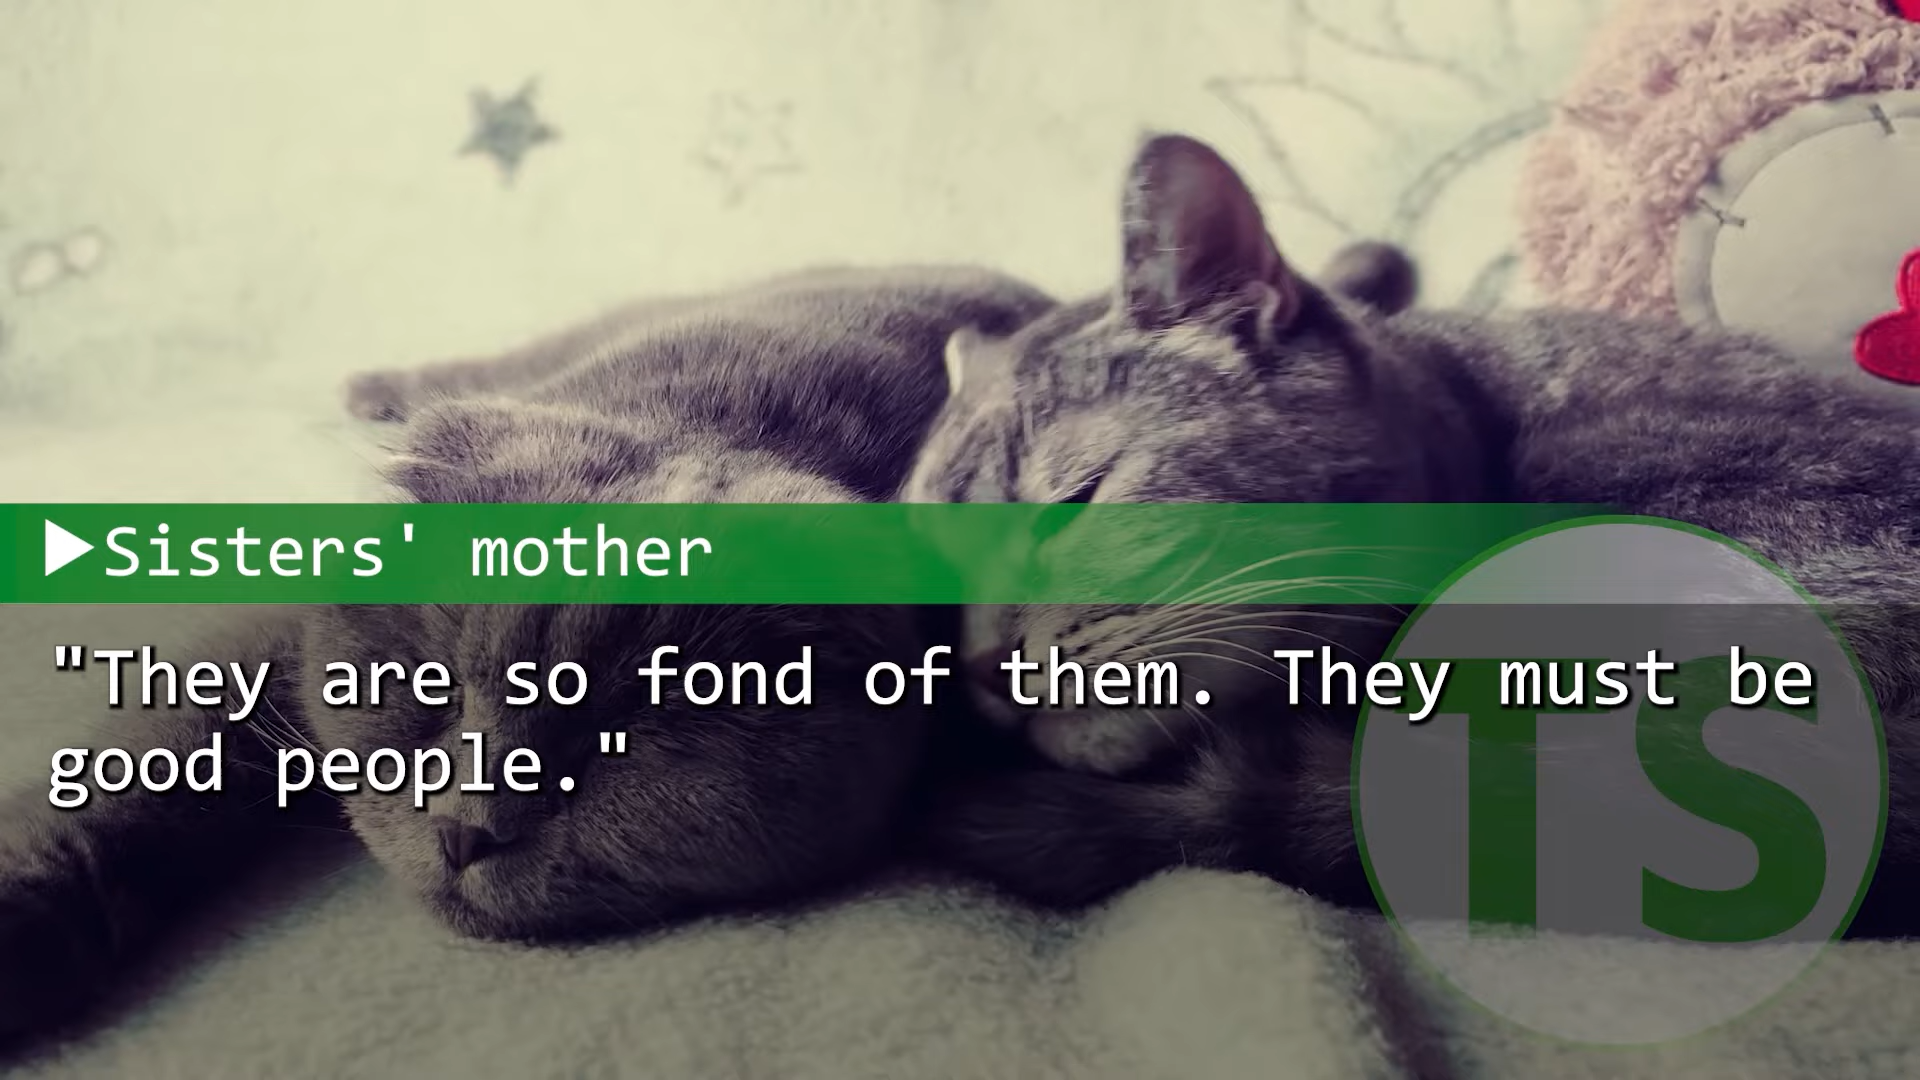 ▶Sisters' mother
"They are so fond of them. They must be
good people."
TS